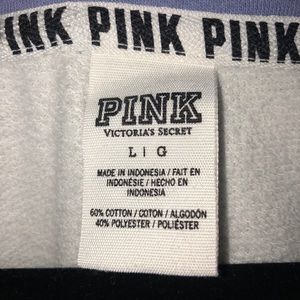 INK PINK PINK
PINK
VICTORIA'S SECRET
L | G
MADE IN INDONESIA / FAIT EN
INDONÉSIE / HECHO EN
INDONESIA
60% COTTON / COTON / ALGODÓN
40% POLYESTER / POLIÉSTER